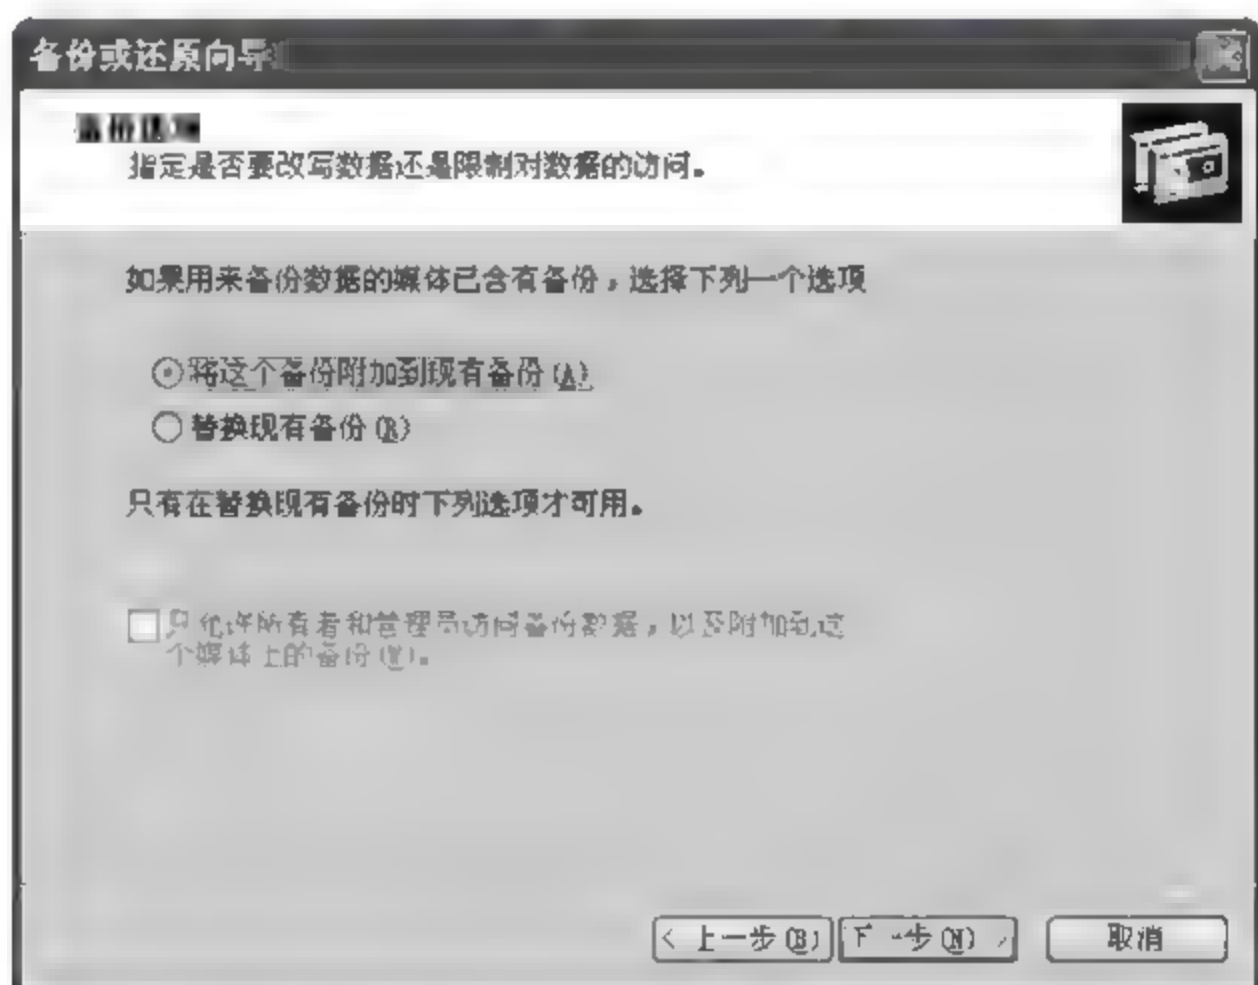 备份或还原向导
备份选项
指定是否要改写数据还是限制对数据的访问。
如果用来备份数据的媒体已含有备份，选择下列一个选项
将这个备份附加到现有备份(A)
替换现有备份(R)
只有在替换现有备份时下列选项才可用。
只允许所有者和管理员访问备份数据，以及附加到这
个媒体上的备份(W)。
< 上一步(B) 下一步(N) > 取消